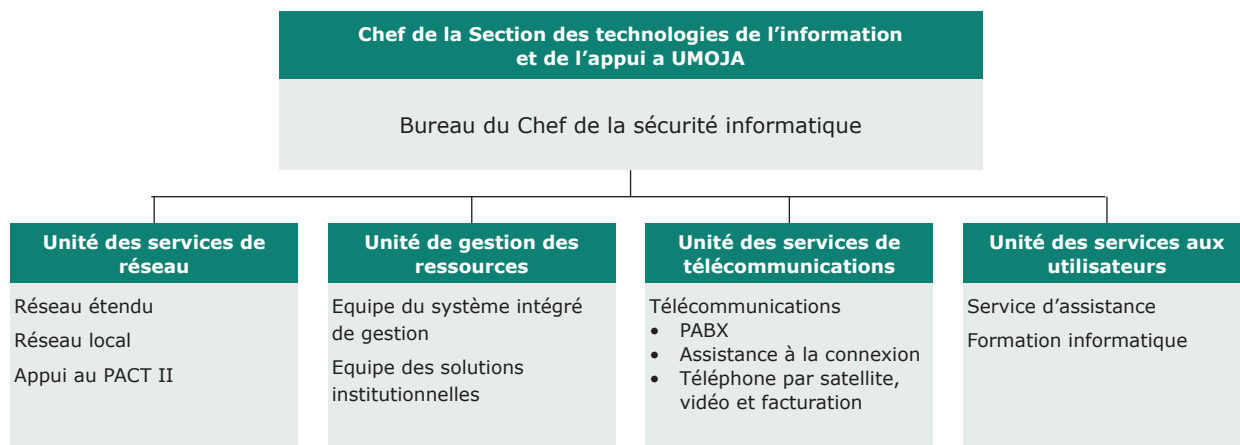 Chef de la Section des technologies de l'information
et de l'appui a UMOJA
Bureau du Chef de la sécurité informatique
Unité des services de
réseau
Réseau étendu
Réseau local
Appui au PACT II
Unité de gestion des
ressources
Equipe du système intégré
de gestion
Equipe des solutions
institutionnelles
Unité des services de
télécommunications
Télécommunications
• PABX
• Assistance à la connexion
• Téléphone par satellite,
vidéo et facturation
Unité des services aux
utilisateurs
Service d'assistance
Formation informatique